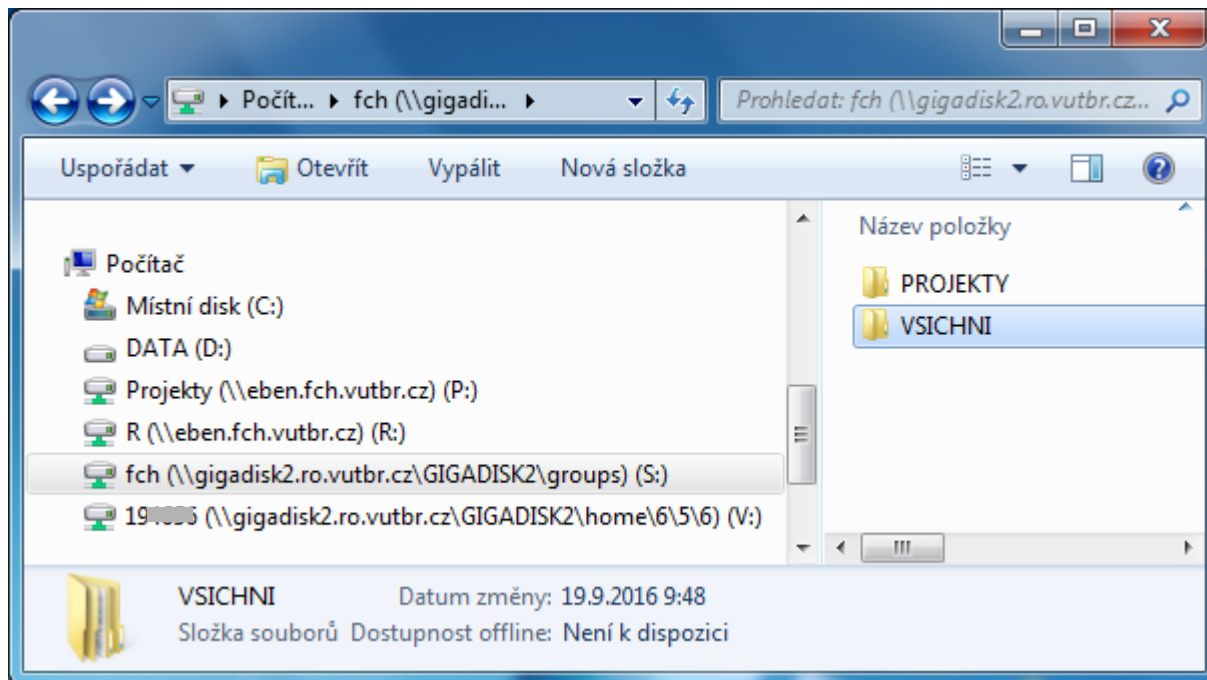 Počít... fch (\\gigadi... Prohledat: fch (\\gigadisk2.ro.vutbr.cz...
Uspořádat Otevřít Vypálit Nová složka
Počítač
Místní disk (C:)
DATA (D:)
Projekty (\\eben.fch.vutbr.cz) (P:)
R (\\eben.fch.vutbr.cz) (R:)
fch (\\gigadisk2.ro.vutbr.cz\GIGADISK2\groups) (S:)
(\\gigadisk2.ro.vutbr.cz\GIGADISK2\home\6\5\6) (V:)
Název položky
PROJEKTY
VSICHNI
VSICHNI Datum změny: 19.9.2016 9:48
Složka souborů Dostupnost offline: Není k dispozici